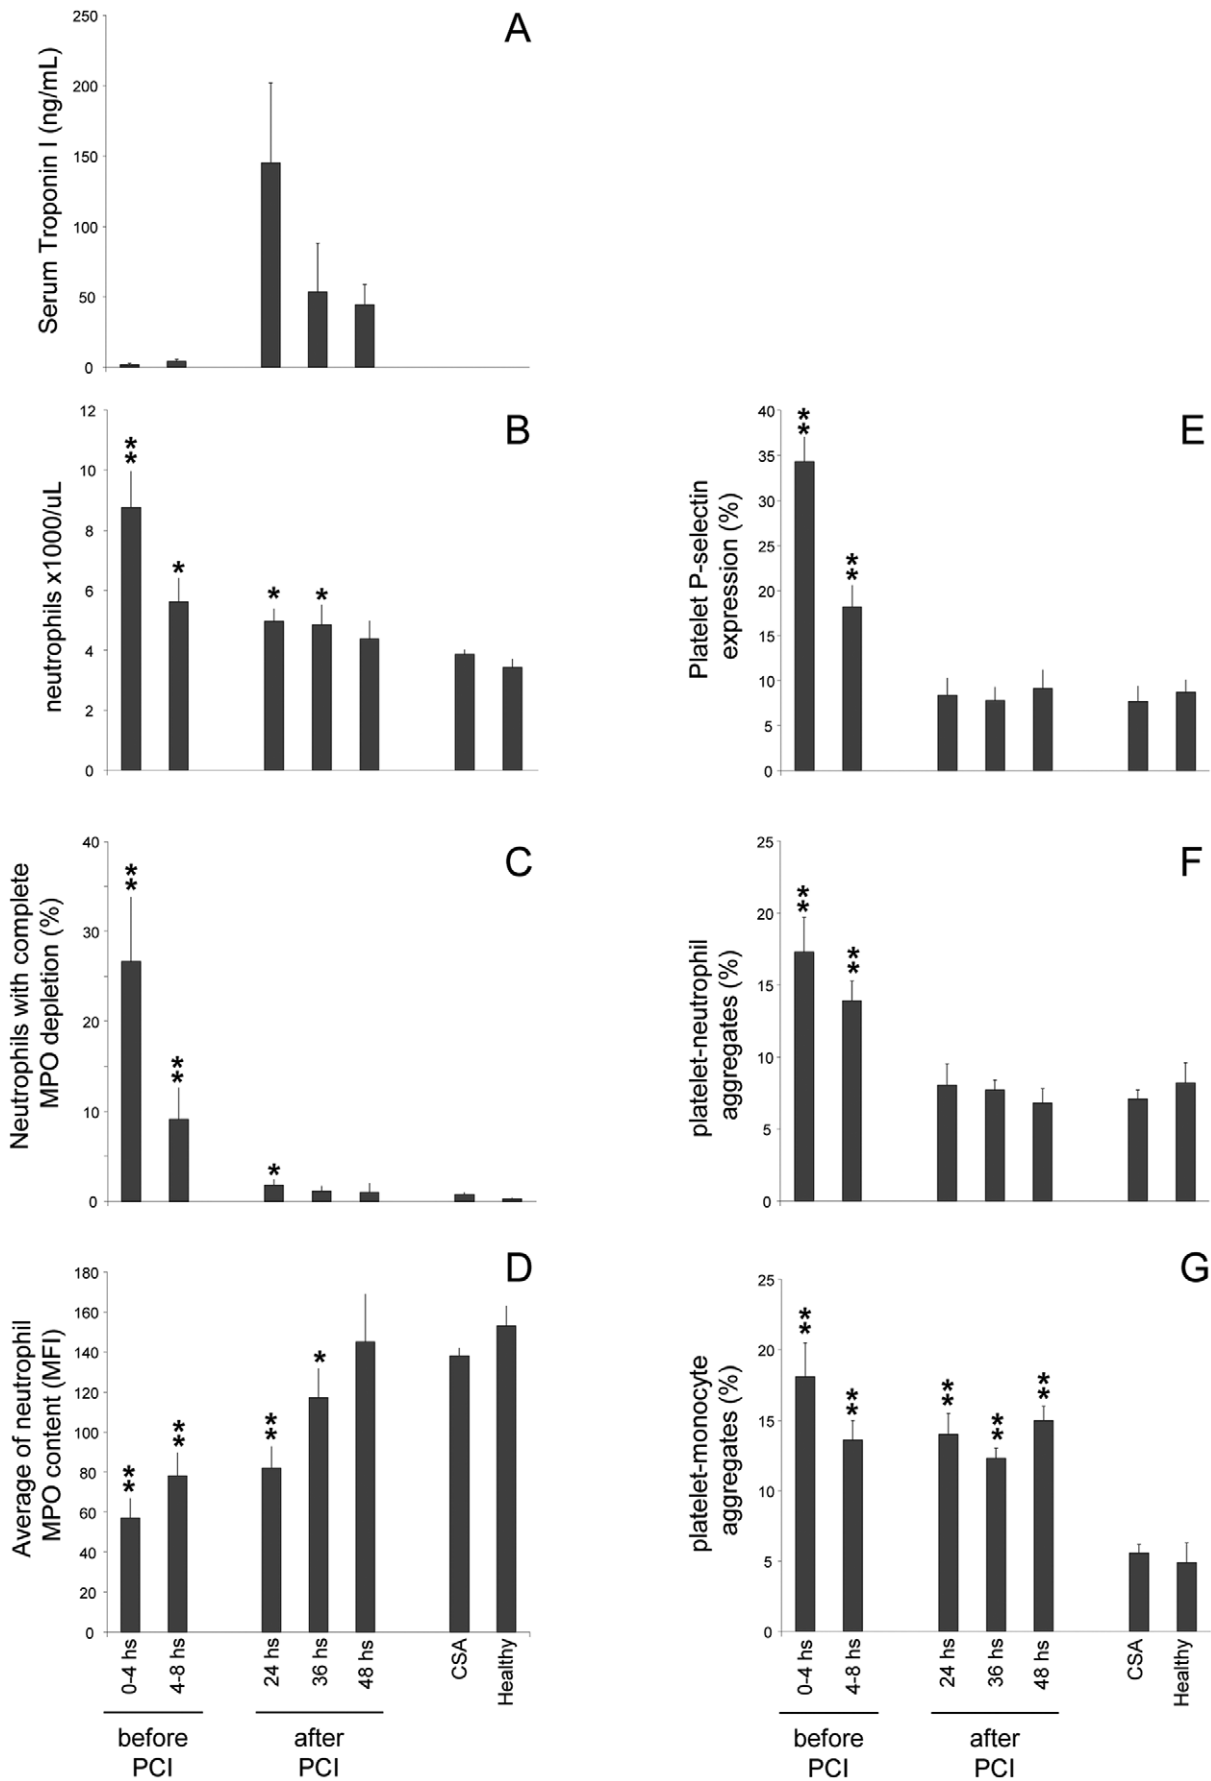 A
Serum Troponin I (ng/mL)
250
200
150
100
50
0
B
neutrophils x1000/uL
12
10
8
6
4
2
0
**
*
*
*
C
Neutrophils with complete
MPO depletion (%)
40
30
20
10
0
**
**
*
D
Average of neutrophil
MPO content (MFI)
180
160
140
120
100
80
60
40
20
0
**
**
**
*
0-4 hs
4-8 hs
24 hs
36 hs
48 hs
CSA
Healthy
before
PCI
after
PCI
E
Platelet P-selectin
expression (%)
40
35
30
25
20
15
10
5
0
**
**
F
platelet-neutrophil
aggregates (%)
25
20
15
10
5
0
**
**
G
platelet-monocyte
aggregates (%)
25
20
15
10
5
0
**
**
**
**
**
0-4 hs
4-8 hs
24 hs
36 hs
48 hs
CSA
Healthy
before
PCI
after
PCI